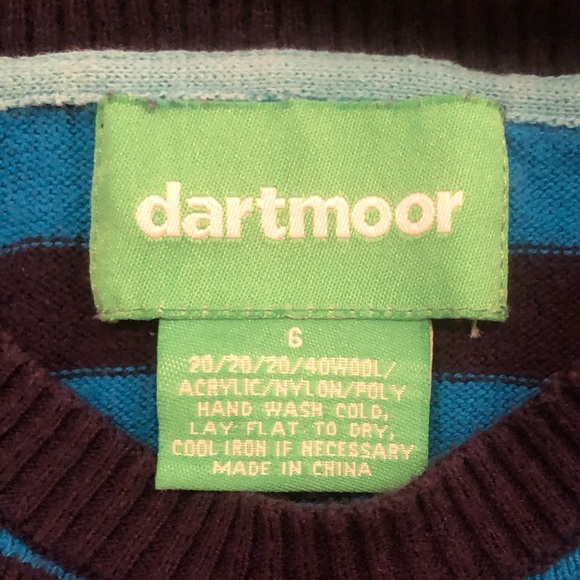 dartmoor
6
20/20/20/40WOOL/
ACRYLIC/NYLON/POLY
HAND WASH COLD,
LAY FLAT TO DRY,
COOL IRON IF NECESSARY
MADE IN CHINA